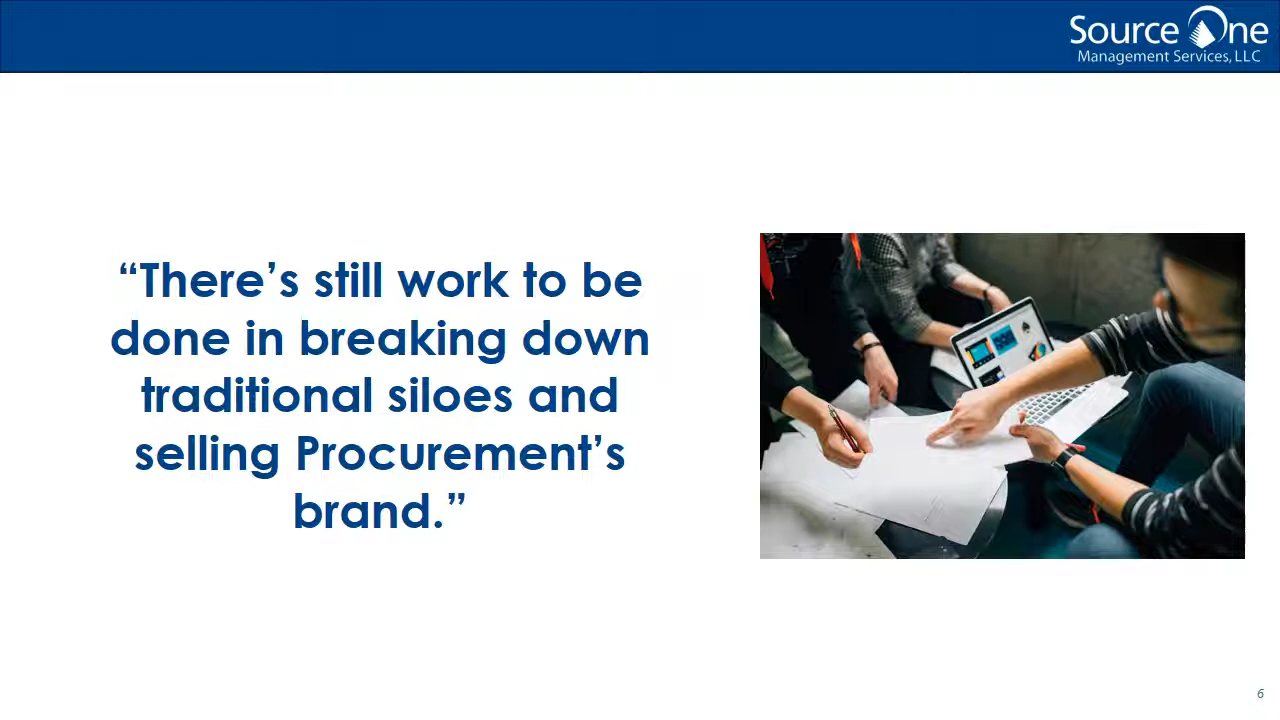 Source One
Management Services, LLC
“There’s still work to be
done in breaking down
traditional siloes and
selling Procurement’s
brand.”
6